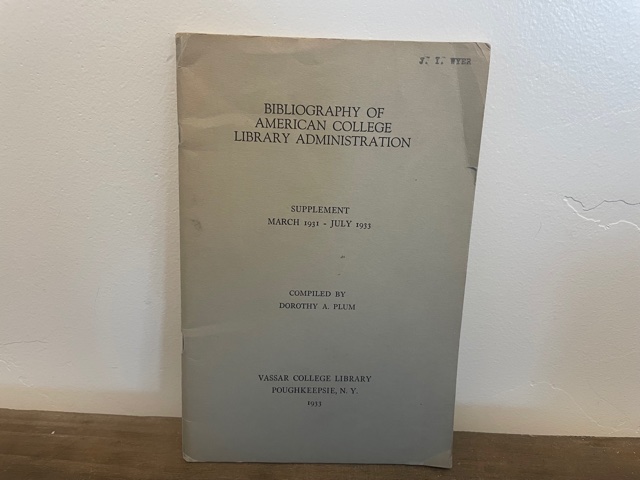 J. Y. WYER
BIBLIOGRAPHY OF
AMERICAN COLLEGE
LIBRARY ADMINISTRATION
SUPPLEMENT
MARCH 1931 - JULY 1933
COMPILED BY
DOROTHY A. PLUM
VASSAR COLLEGE LIBRARY
POUGHKEEPSIE, N. Y.
1933